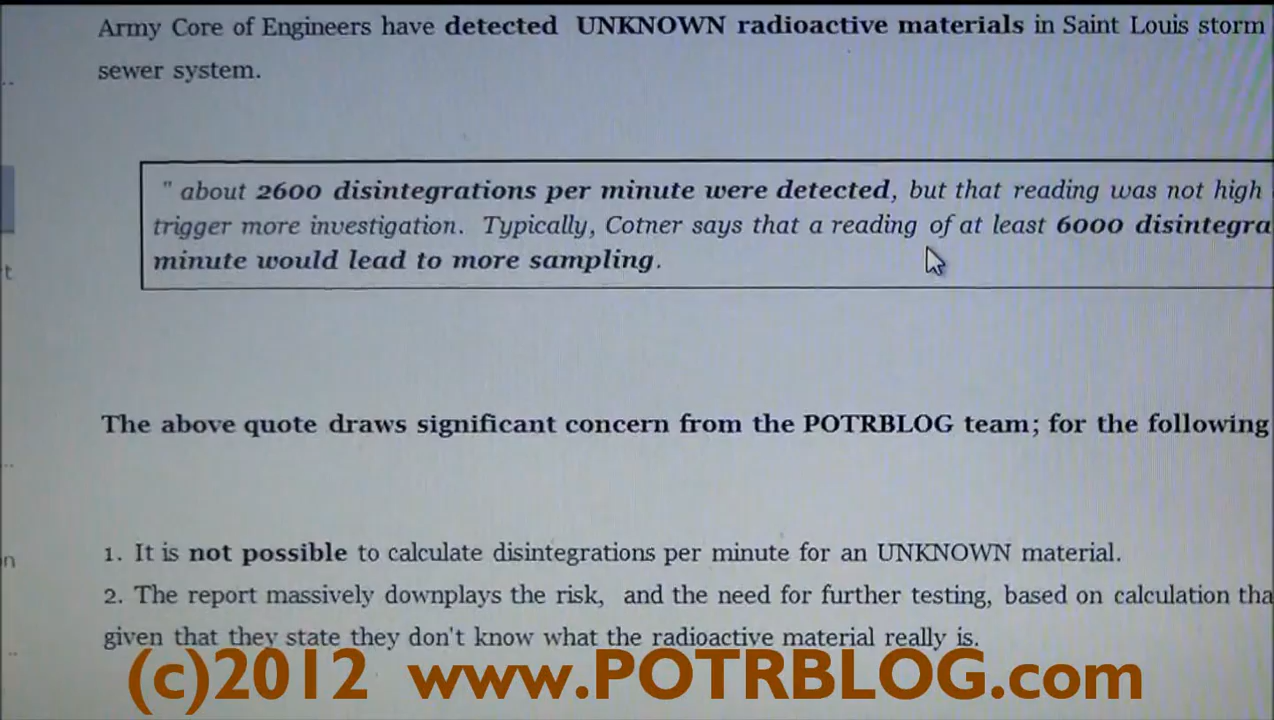 Army Core of Engineers have detected UNKNOWN radioactive materials in Saint Louis storm
sewer system.
" about 2600 disintegrations per minute were detected, but that reading was not high
trigger more investigation. Typically, Cotner says that a reading of at least 6000 disintegra
minute would lead to more sampling.
The above quote draws significant concern from the POTRBLOG team; for the following
1. It is not possible to calculate disintegrations per minute for an UNKNOWN material.
2. The report massively downplays the risk, and the need for further testing, based on calculation tha
given that they state they don't know what the radioactive material really is.
(c)2012 www.POTRBLOG.com